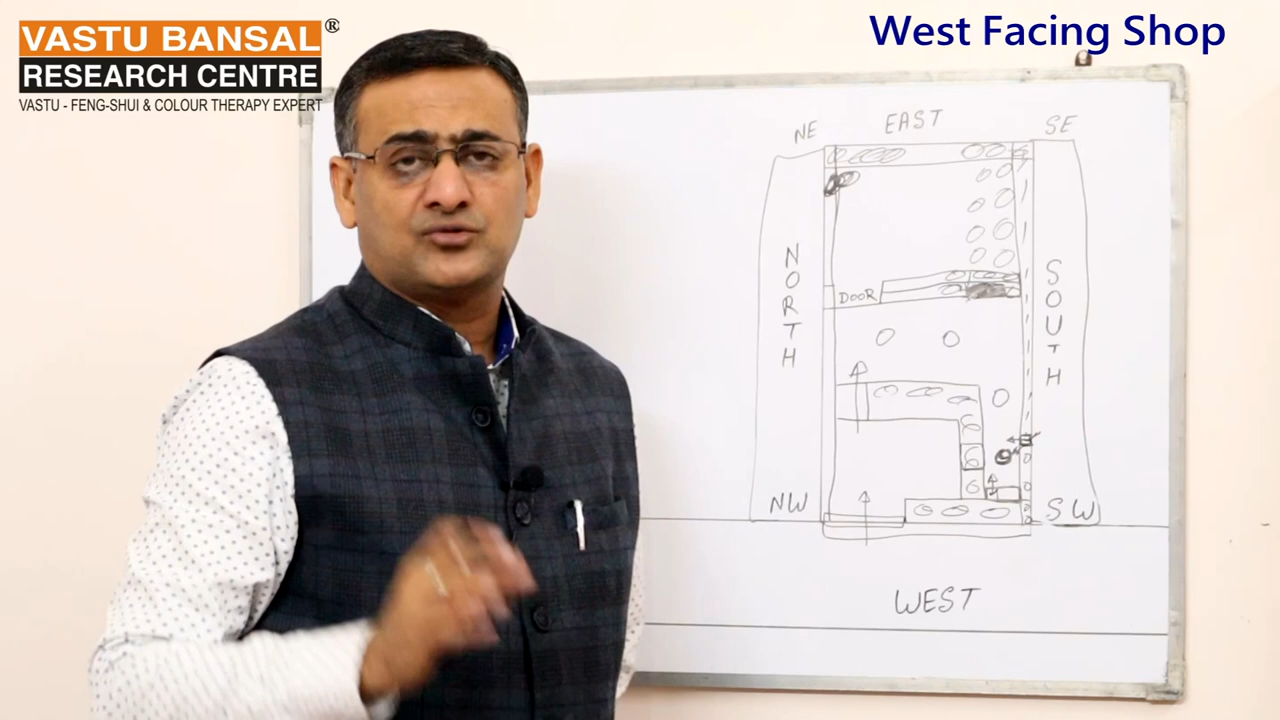 VASTU BANSAL®
RESEARCH CENTRE
VASTU - FENG-SHUI & COLOUR THERAPY EXPERT
West Facing Shop
NE EAST SE
NORTH
SOUTH
DOOR
NW
SW
WEST